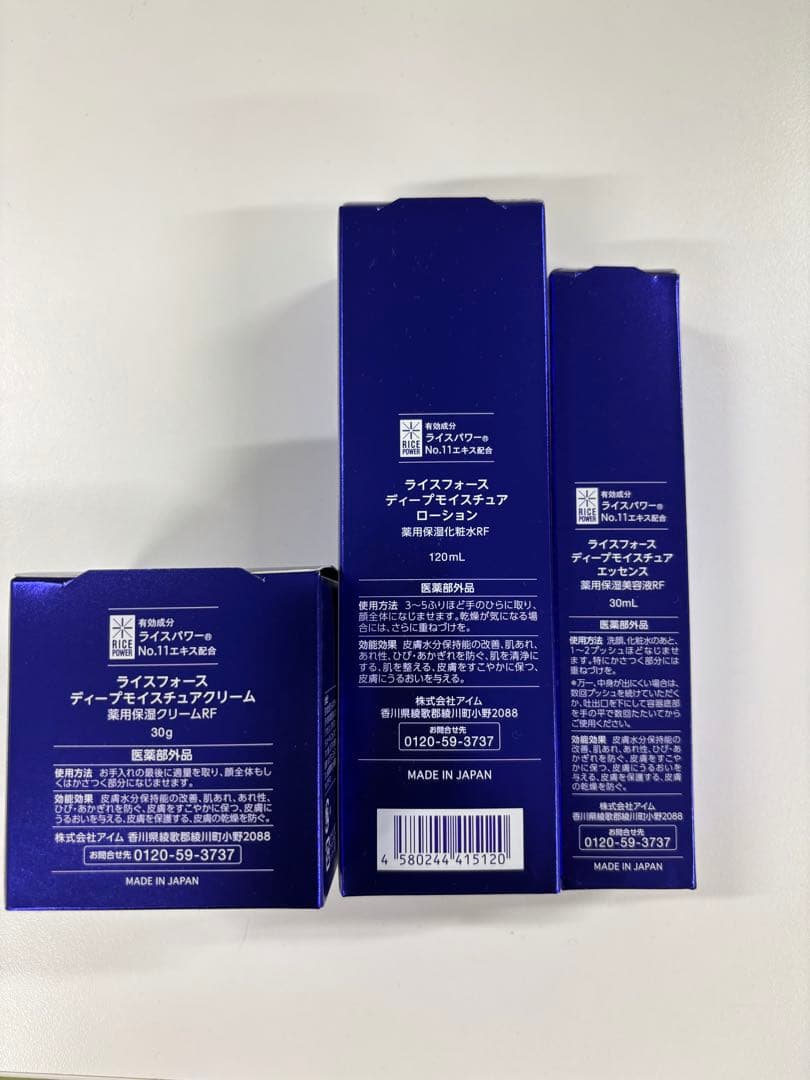 有効成分
ライスパワー®
No.11エキス配合
RICE
POWER
ライスフォース
ディープモイスチュアクリーム
薬用保湿クリームRF
30g
医薬部外品
使用方法 お手入れの最後に適量を取り、顔全体もし
くはかさつく部分になじませます。
効能効果 皮膚水分保持能の改善、肌あれ、あれ性、
ひび・あかぎれを防ぐ、皮膚をすこやかに保つ、皮膚に
うるおいを与える、皮膚を保護する、皮膚の乾燥を防ぐ。
株式会社アイム 香川県綾歌郡綾川町小野2088
お問合せ先 0120-59-3737
MADE IN JAPAN
有効成分
ライスパワー®
No.11エキス配合
RICE
POWER
ライスフォース
ディープモイスチュア
ローション
薬用保湿化粧水RF
120mL
医薬部外品
使用方法 3〜5ふりほど手のひらに取り、
顔全体になじませます。乾燥が気になる場
合には、さらに重ねづけを。
効能効果 皮膚水分保持能の改善、肌あれ、
あれ性、ひび・あかぎれを防ぐ、肌を清浄に
する、肌を整える、皮膚をすこやかに保つ、
皮膚にうるおいを与える。
株式会社アイム
香川県綾歌郡綾川町小野2088
お問合せ先
0120-59-3737
MADE IN JAPAN
4 580244 415120
有効成分
ライスパワー®
No.11エキス配合
RICE
POWER
ライスフォース
ディープモイスチュア
エッセンス
薬用保湿美容液RF
30mL
医薬部外品
使用方法 洗顔、化粧水のあと、
1〜2プッシュほどなじませ
ます。特にかさつく部分には
重ねづけを。
※万一、中身が出にくい場合は、
数回プッシュを続けていただく
か、吐出口を下にして容器底部
を手の平で数回たたいてから
ご使用ください。
効能効果 皮膚水分保持能の
改善、肌あれ、あれ性、ひび・あ
かぎれを防ぐ、皮膚をすこや
かに保つ、皮膚にうるおいを
与える、皮膚を保護する、皮膚
の乾燥を防ぐ。
株式会社アイム
香川県綾歌郡綾川町小野2088
お問合せ先
0120-59-3737
MADE IN JAPAN